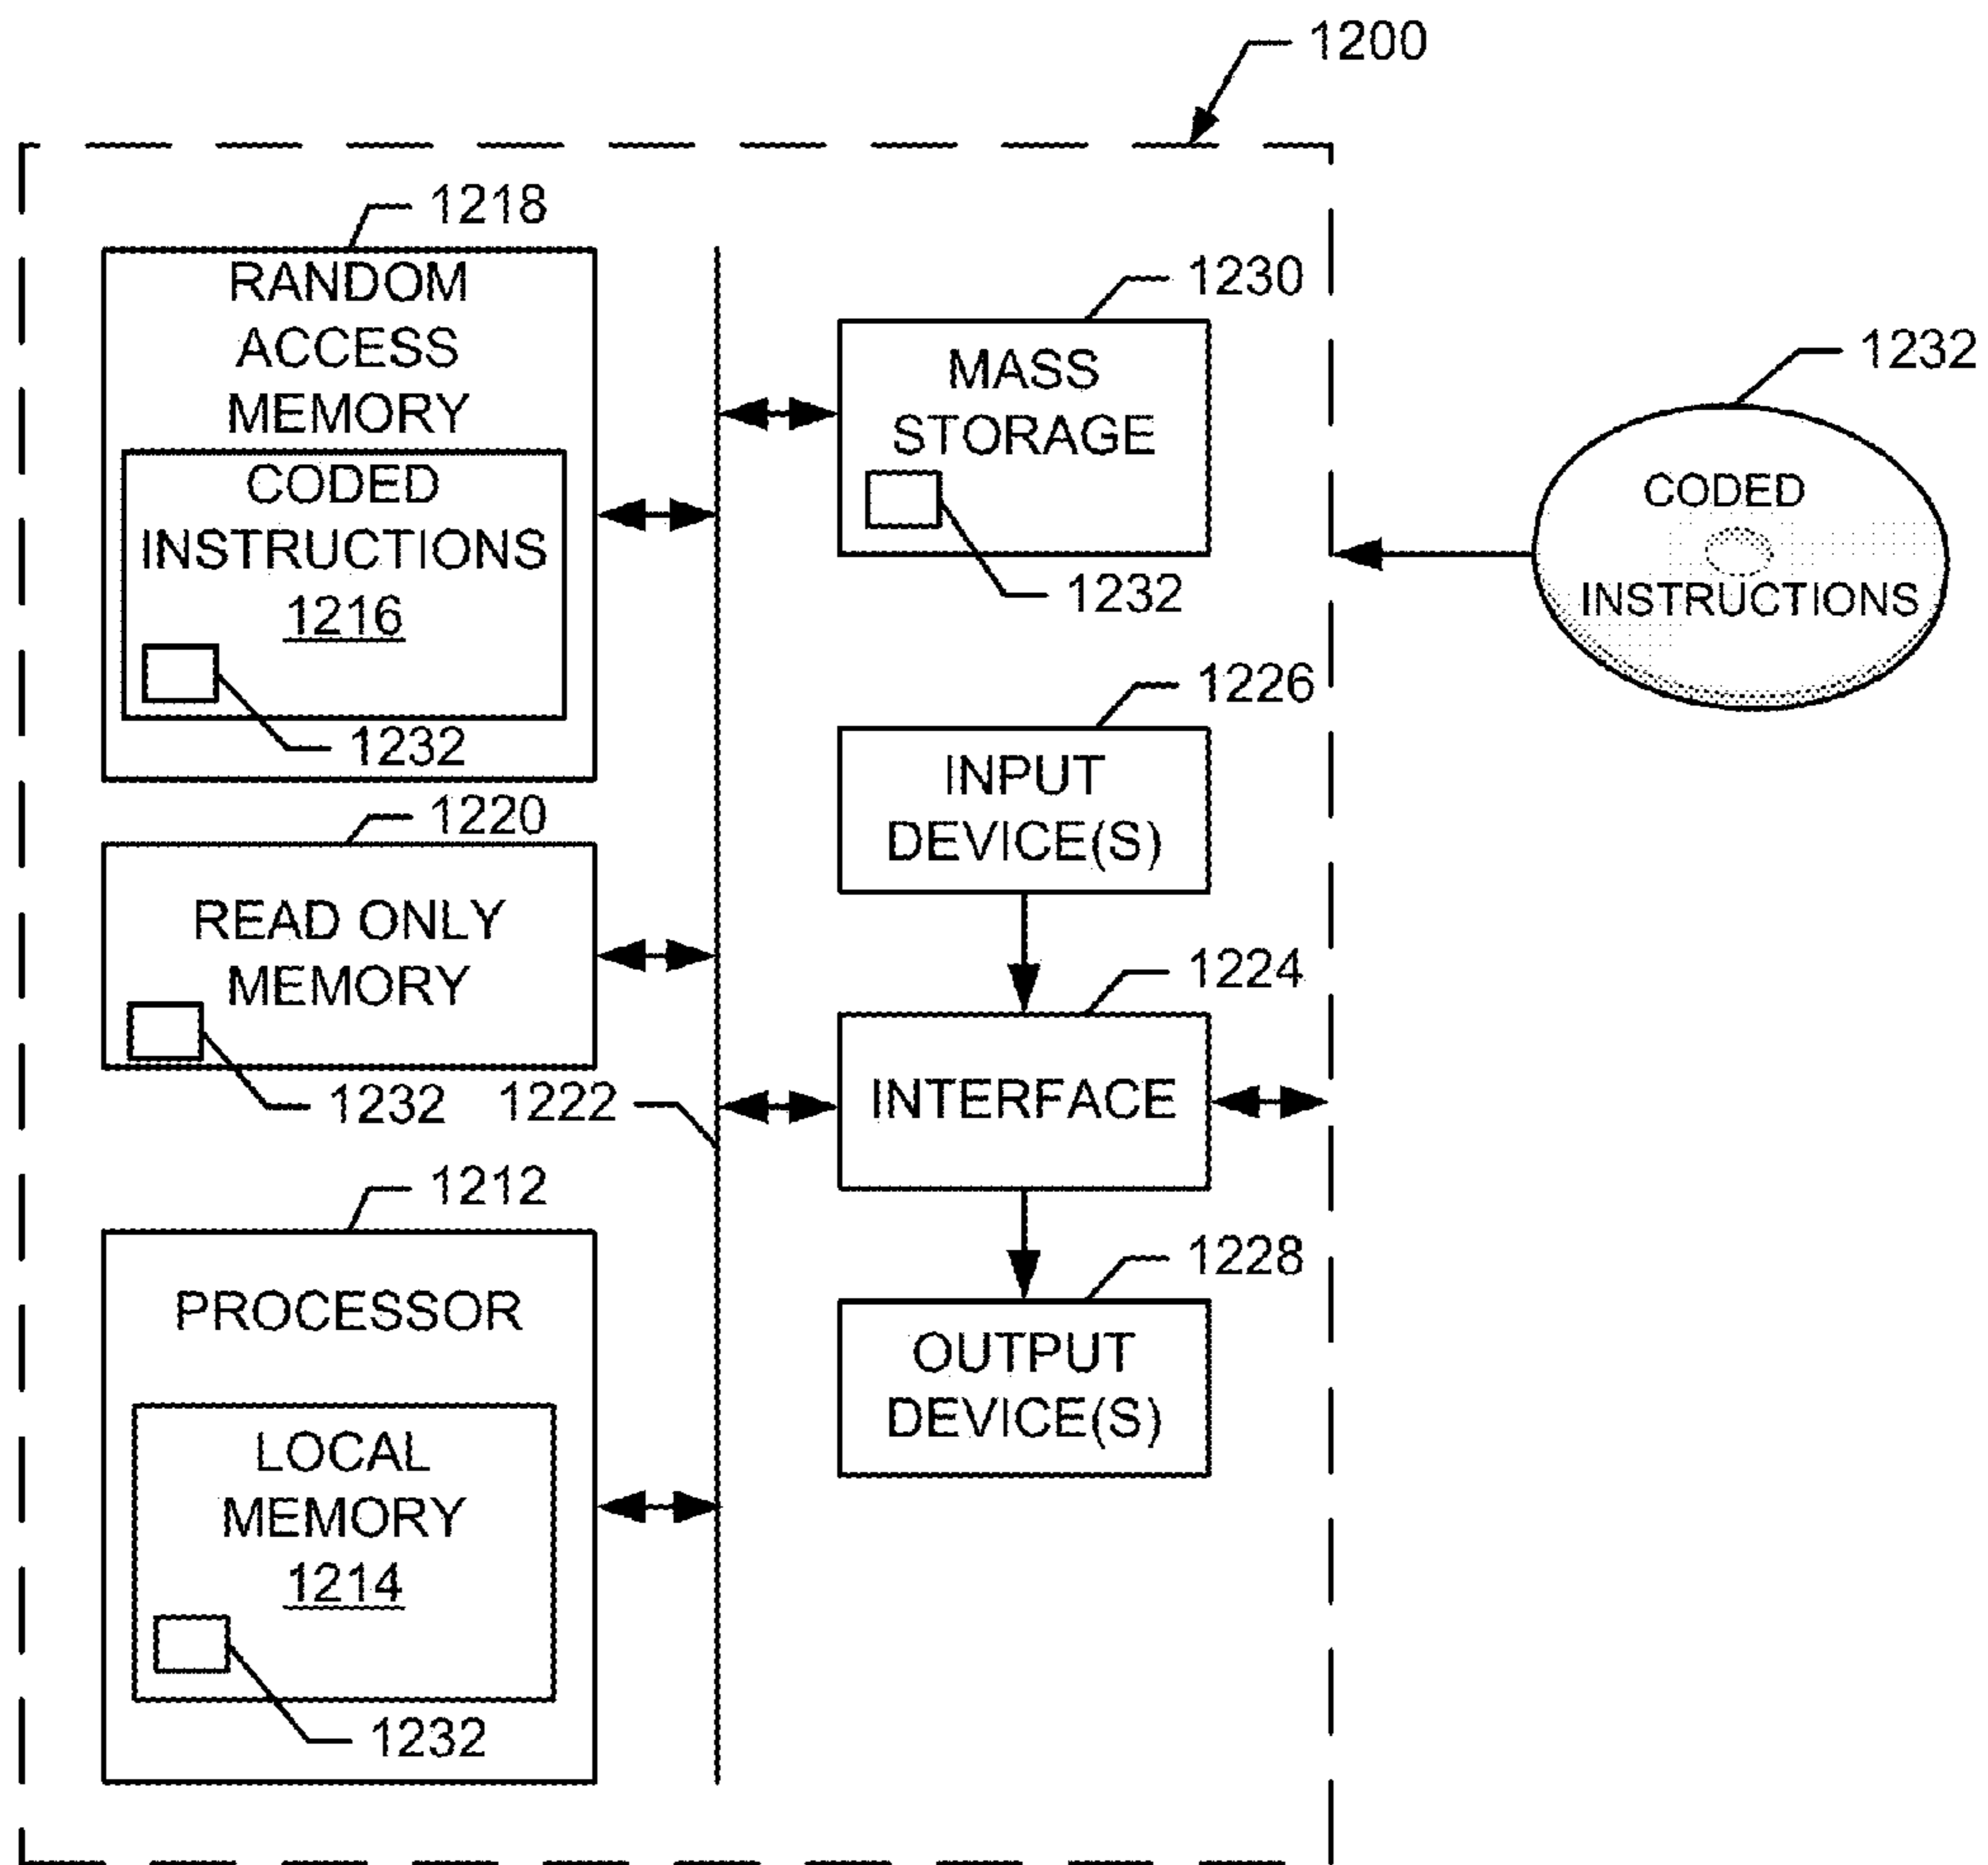 1200
1218
RANDOM
ACCESS
MEMORY
CODED
INSTRUCTIONS
1216
1232
1220
READ ONLY
MEMORY
1232
1222
1212
PROCESSOR
LOCAL
MEMORY
1214
1232
1230
MASS
STORAGE
1232
1226
INPUT
DEVICE(S)
1224
INTERFACE
1228
OUTPUT
DEVICE(S)
1232
CODED
INSTRUCTIONS